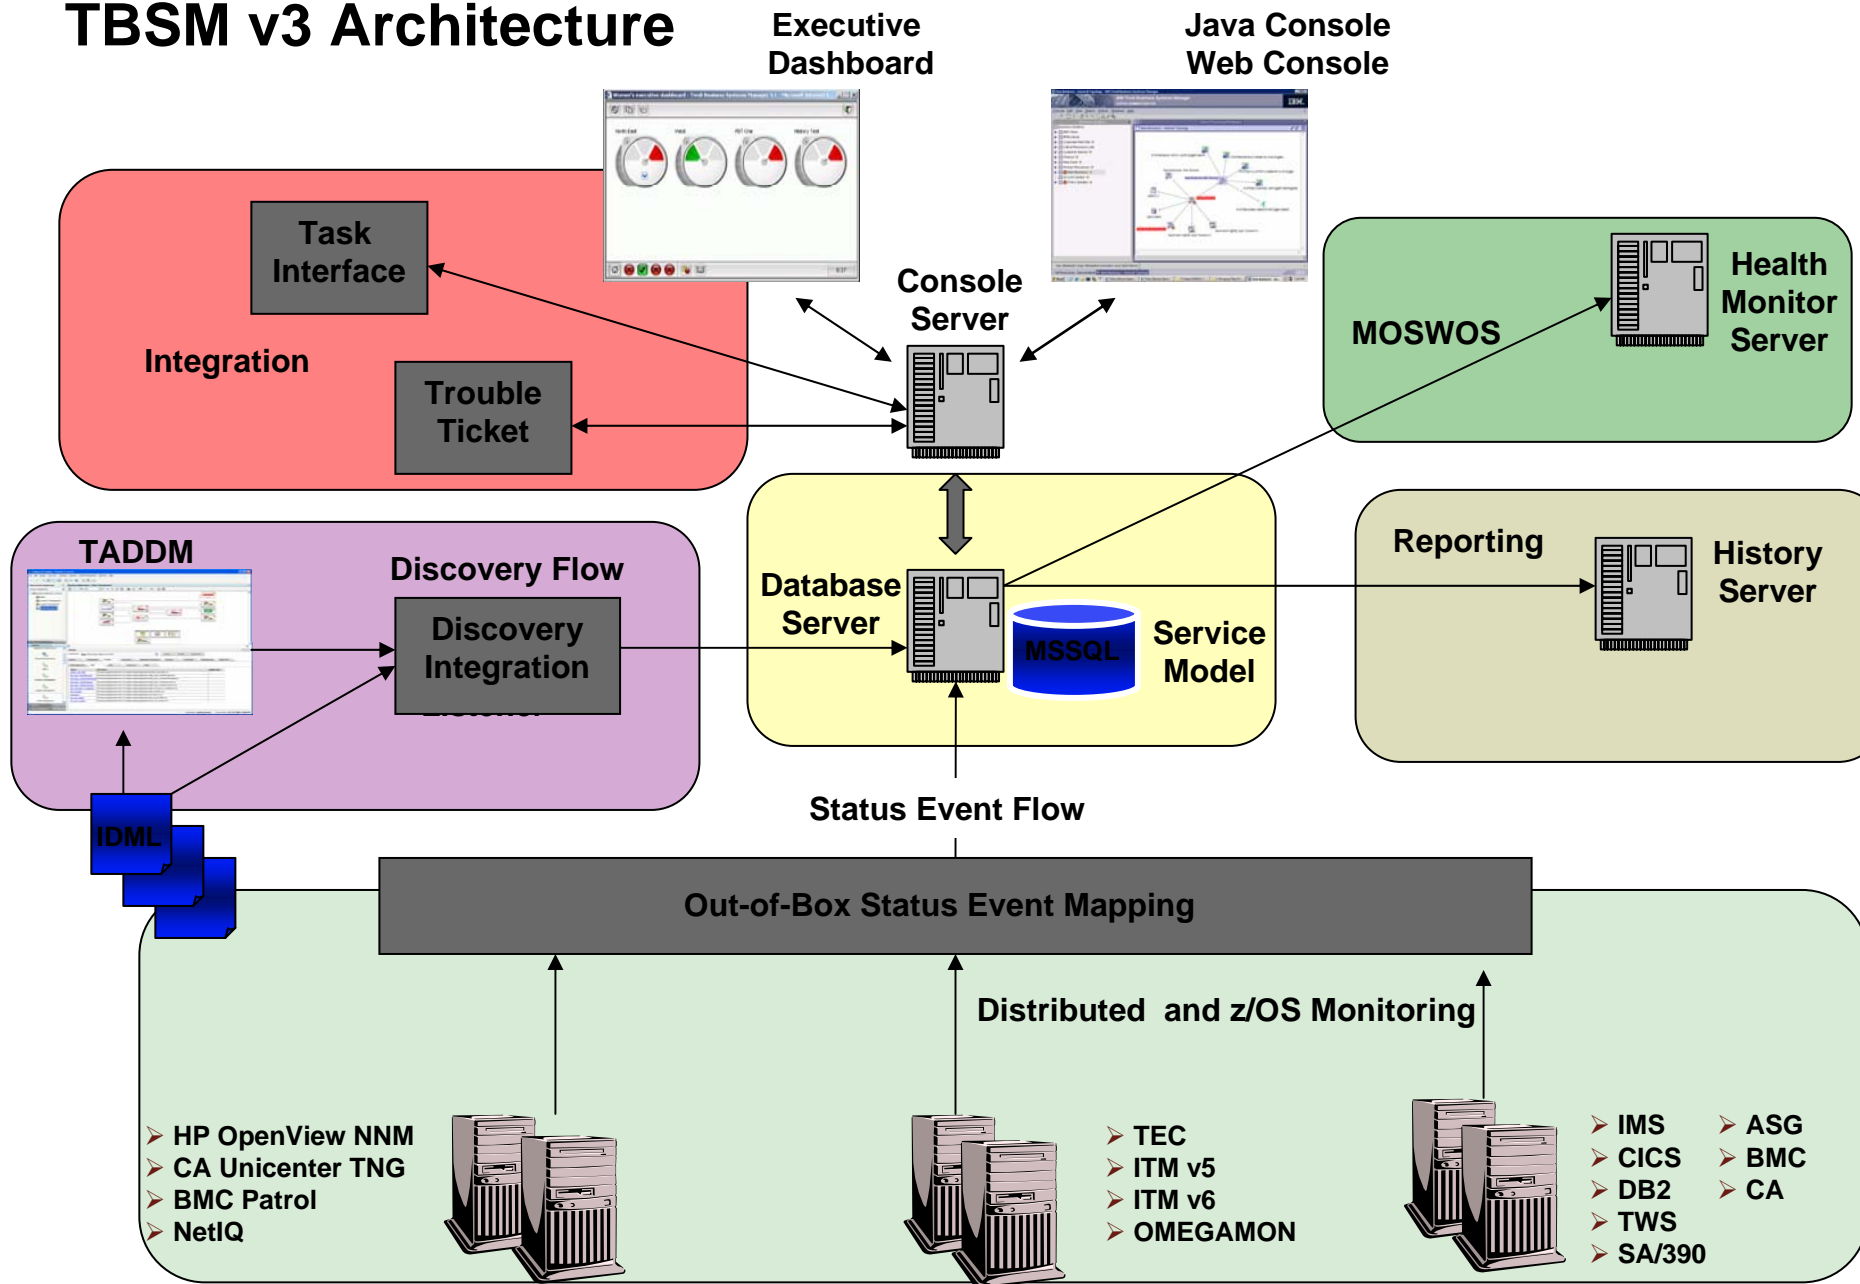 TBSM v3 Architecture
Executive
Dashboard
Java Console
Web Console
Task
Interface
Integration
Trouble
Ticket
Console
Server
MOSWOS
Health
Monitor
Server
TADDM
Discovery Flow
Discovery
Integration
Listener
Database
Server
MSSQL
Service
Model
Reporting
History
Server
IDML
Status Event Flow
Out-of-Box Status Event Mapping
Distributed and z/OS Monitoring
➢ HP OpenView NNM
➢ CA Unicenter TNG
➢ BMC Patrol
➢ NetIQ
➢ TEC
➢ ITM v5
➢ ITM v6
➢ OMEGAMON
➢ IMS
➢ CICS
➢ DB2
➢ TWS
➢ SA/390
➢ ASG
➢ BMC
➢ CA